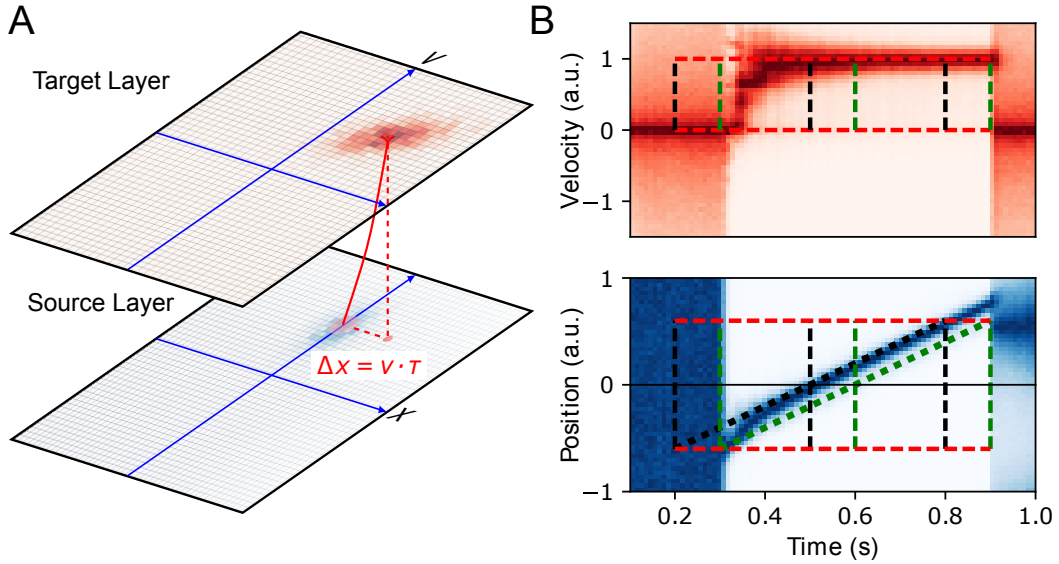 A
Target Layer
V
Source Layer
Δx = v · τ
X
B
Velocity (a.u.)
1
0
−1
Position (a.u.)
1
0
−1
0.2
0.4
0.6
0.8
1.0
Time (s)